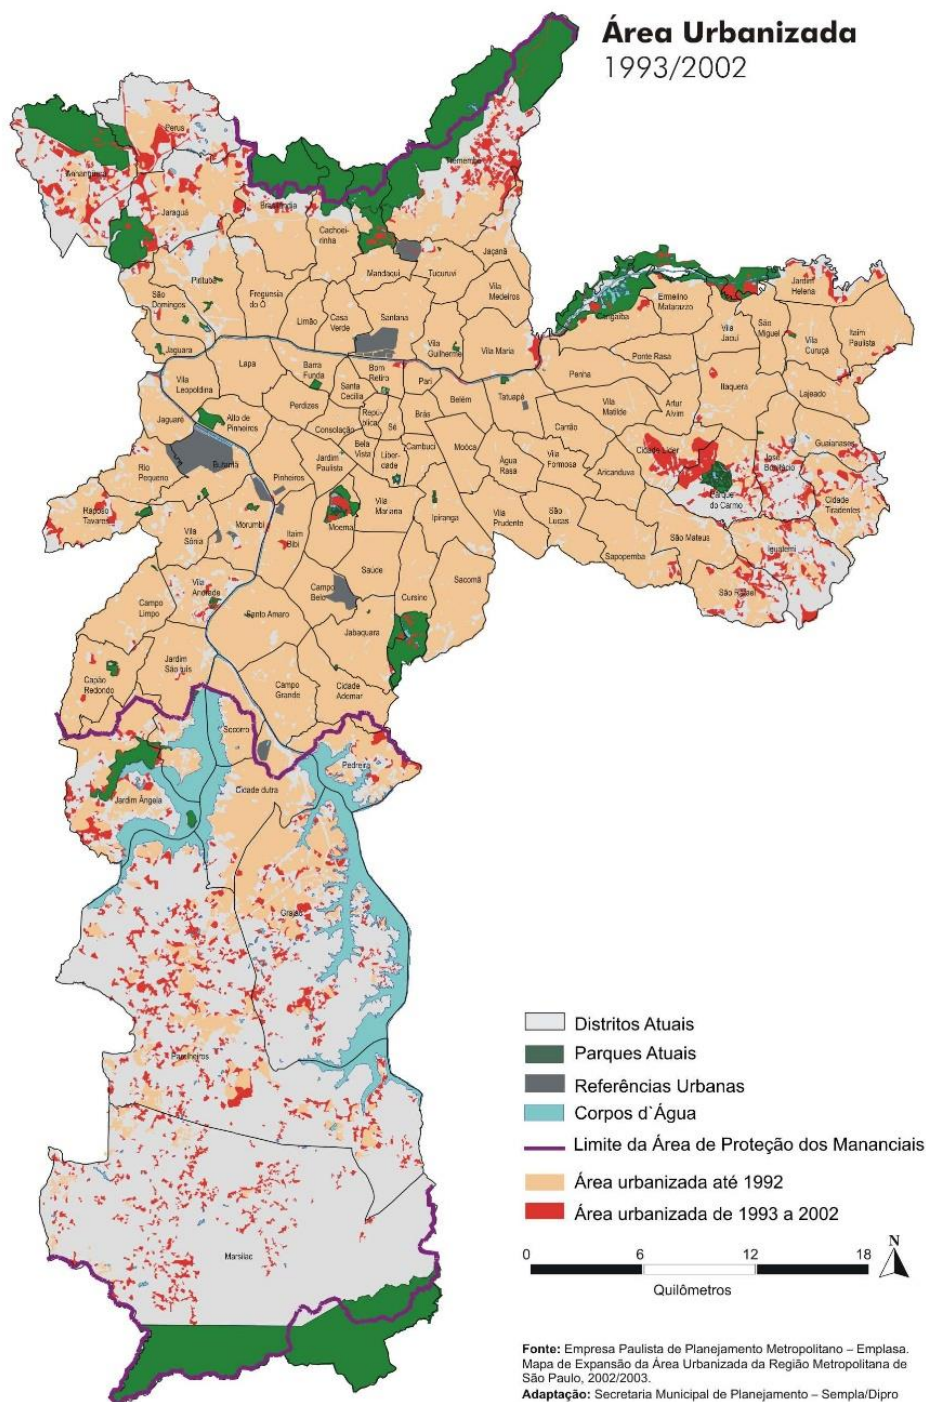 Área Urbanizada
1993/2002
Perus
Anhanguera
Tremembé
Jaraguá
Brasilândia
Cachoei-
rinha
Mandaqui
Tucuruvi
Jaçanã
Pirituba
São
Domingos
Freguesia
do Ó
Limão
Casa
Verde
Santana
Vila
Medeiros
Jardim
Helena
Ermelino
Matarazzo
Cangaíba
Vila
Jacuí
São
Miguel
Vila
Curuçá
Itaim
Paulista
Jaguara
Lapa
Barra
Funda
Bom
Retiro
Vila
Guilherme
Vila Maria
Ponte Rasa
Vila
Leopoldina
Santa
Cecília
Pari
Belém
Tatuapé
Penha
Itaquera
Lajeado
Jaguaré
Alto de
Pinheiros
Perdizes
Consolação
Repú-
blica
Sé
Brás
Vila
Matilde
Artur
Alvim
Carrão
Rio
Pequeno
Butantã
Jardim
Paulista
Bela
Vista
Liber-
dade
Cambuci
Moóca
Água
Rasa
Vila
Formosa
Aricanduva
Cidade Líder
José
Bonifácio
Guaianases
Pinheiros
Parque
do Carmo
Cidade
Tiradentes
Raposo
Tavares
Morumbi
Vila
Sônia
Itaim
Bibi
Moema
Vila
Mariana
Ipiranga
Vila
Prudente
São
Lucas
Sapopemba
São Mateus
Iguatemi
São Rafael
Vila
Andrade
Campo
Limpo
Santo Amaro
Campo
Belo
Saúde
Cursino
Sacomã
Jabaquara
Jardim
São Luís
Capão
Redondo
Campo
Grande
Cidade
Ademar
Socorro
Pedreira
Jardim Ângela
Cidade dutra
Grajaú
Parelheiros
Marsilac
Distritos Atuais
Parques Atuais
Referências Urbanas
Corpos d`Água
Limite da Área de Proteção dos Mananciais
Área urbanizada até 1992
Área urbanizada de 1993 a 2002
0 6 12 18
N
Quilômetros
Fonte: Empresa Paulista de Planejamento Metropolitano – Emplasa.
Mapa de Expansão da Área Urbanizada da Região Metropolitana de
São Paulo, 2002/2003.
Adaptação: Secretaria Municipal de Planejamento – Sempla/Dipro